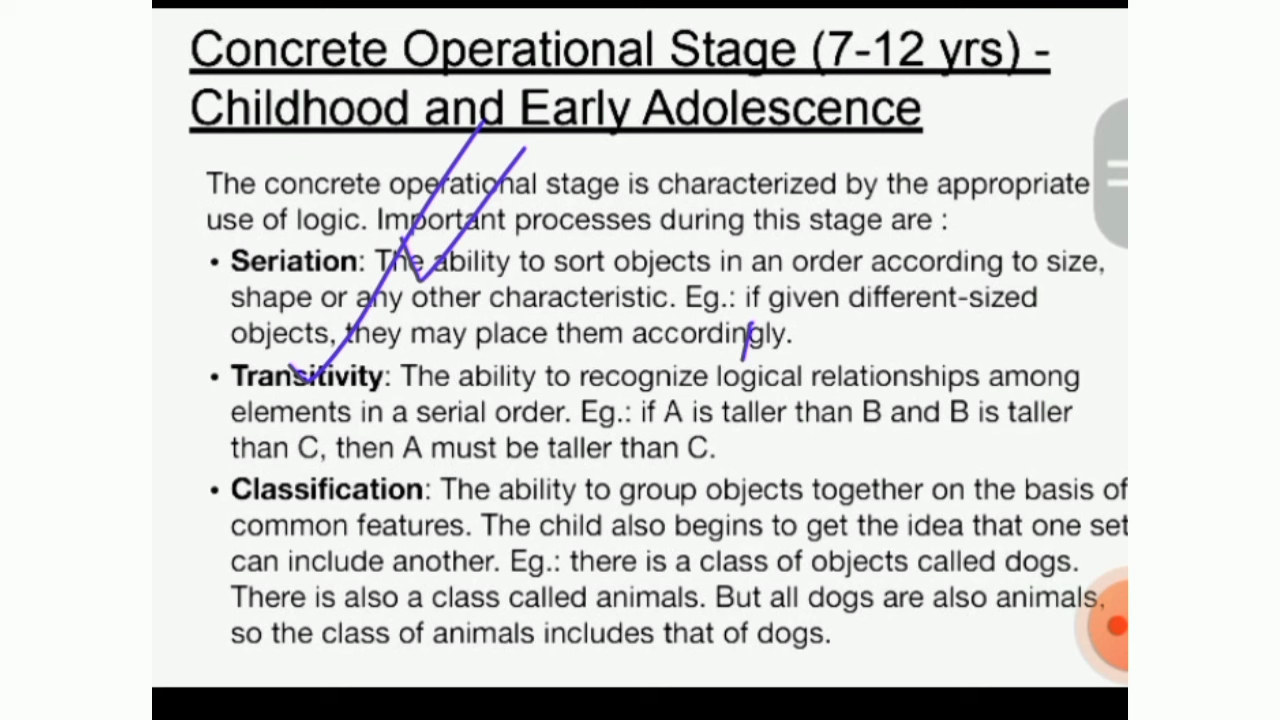 Concrete Operational Stage (7-12 yrs) -
Childhood and Early Adolescence
The concrete operational stage is characterized by the appropriate
use of logic. Important processes during this stage are :
• Seriation: The ability to sort objects in an order according to size,
shape or any other characteristic. Eg.: if given different-sized
objects, they may place them accordingly.
• Transitivity: The ability to recognize logical relationships among
elements in a serial order. Eg.: if A is taller than B and B is taller
than C, then A must be taller than C.
• Classification: The ability to group objects together on the basis of
common features. The child also begins to get the idea that one set
can include another. Eg.: there is a class of objects called dogs.
There is also a class called animals. But all dogs are also animals,
so the class of animals includes that of dogs.